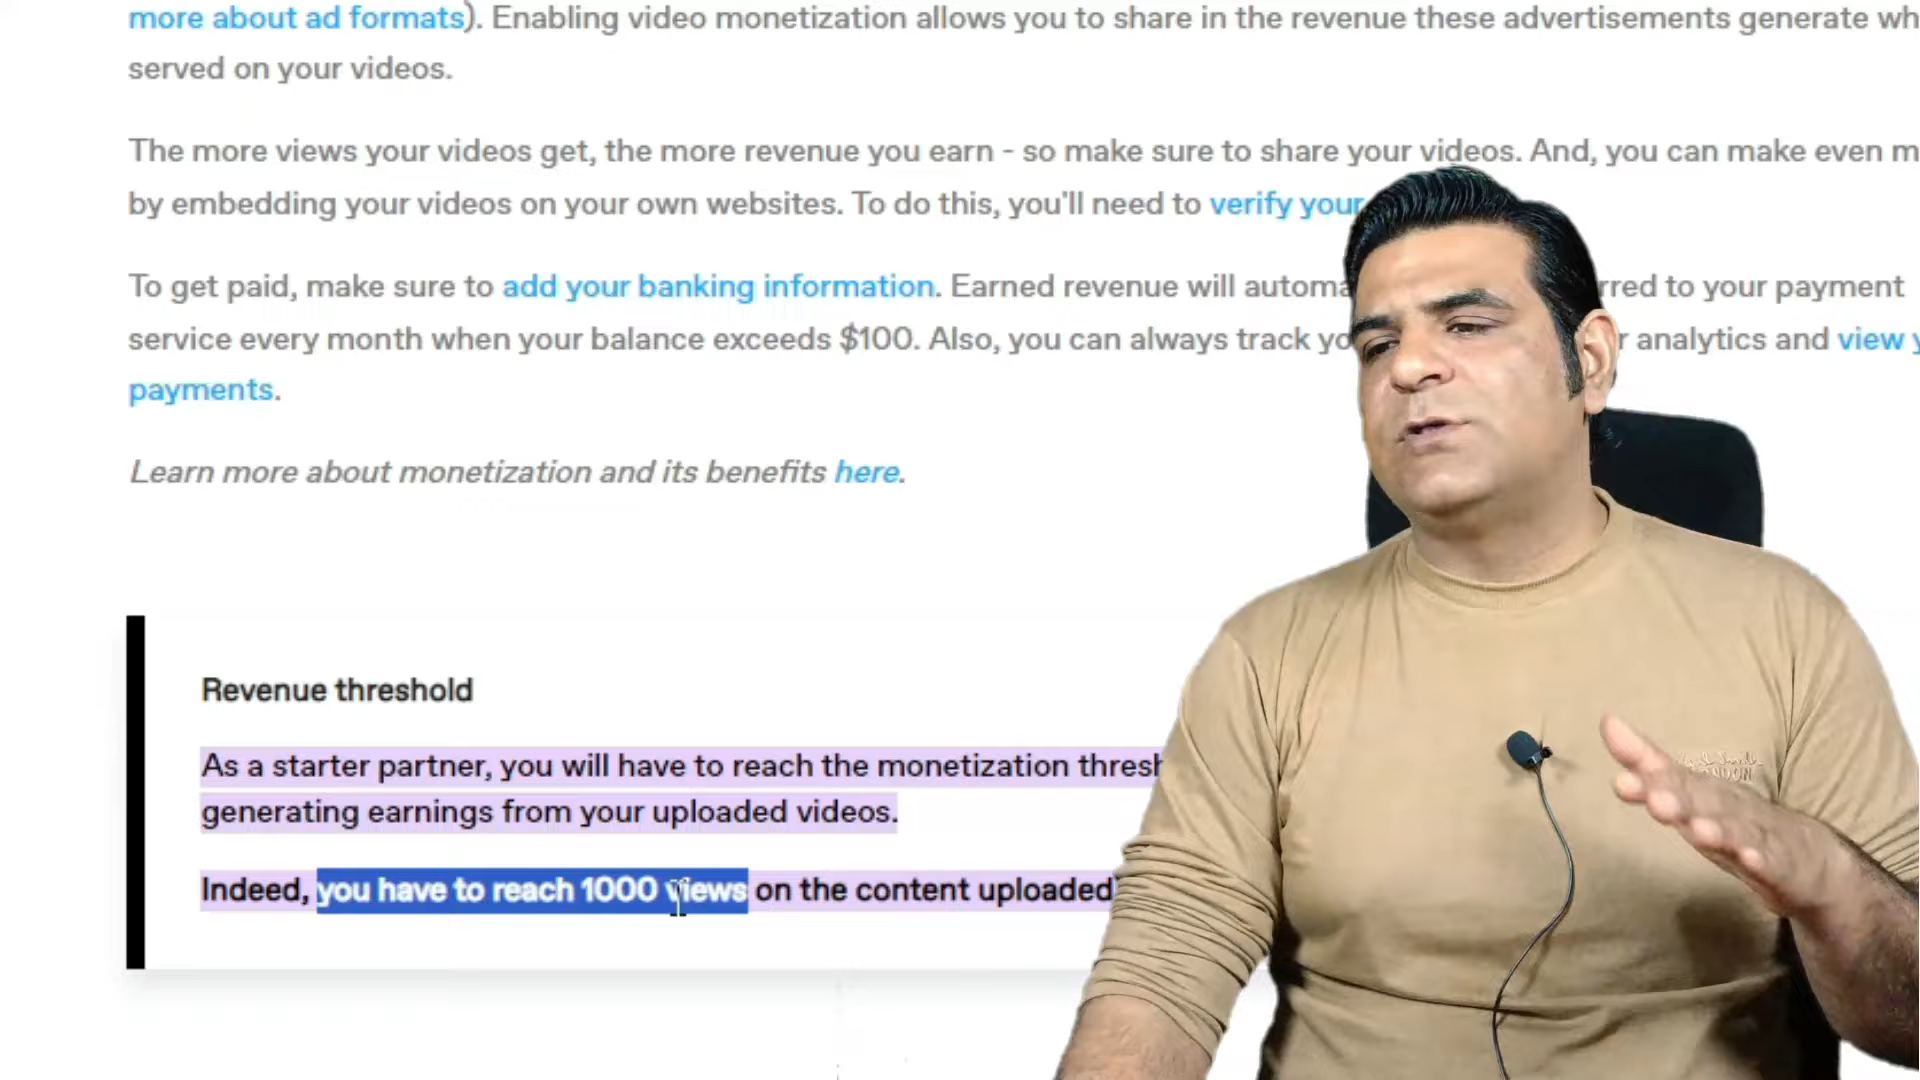 more about ad formats). Enabling video monetization allows you to share in the revenue these advertisements generate
served on your videos.
The more views your videos get, the more revenue you earn - so make sure to share your videos. And, you can make even
by embedding your videos on your own websites. To do this, you'll need to verify your
To get paid, make sure to add your banking information. Earned revenue will automa rred to your payment
service every month when your balance exceeds $100. Also, you can always track yo r analytics and view
payments.
Learn more about monetization and its benefits here.
Revenue threshold
As a starter partner, you will have to reach the monetization thresh
generating earnings from your uploaded videos.
Indeed, you have to reach 1000 views on the content uploaded